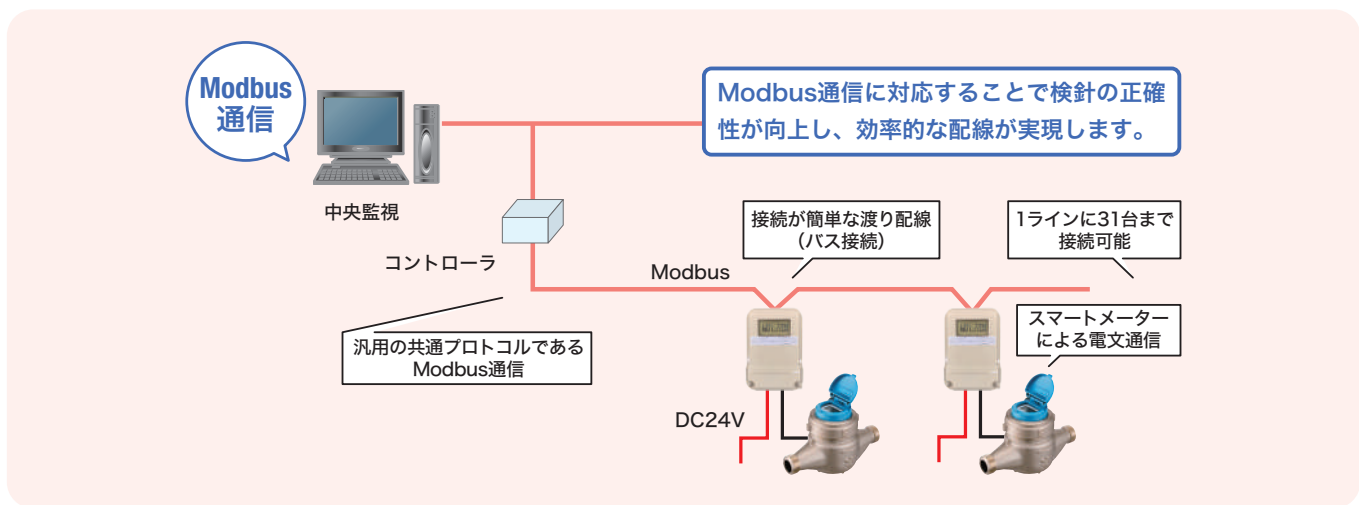 Modbus
通信
Modbus通信に対応することで検針の正確
性が向上し、効率的な配線が実現します。
中央監視
コントローラ
接続が簡単な渡り配線
（バス接続）
1ラインに31台まで
接続可能
Modbus
汎用の共通プロトコルである
Modbus通信
スマートメーター
による電文通信
DC24V